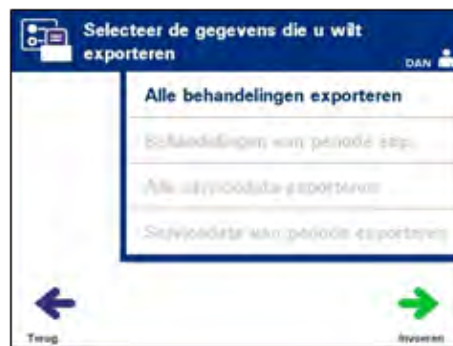 Selecteer de gegevens die u wilt
exporteren
DAN
Alle behandelingen exporteren
Behandelingen van periode exp.
Alle servicedata exporteren
Servicedata van periode exporteren
Terug
Invoeren